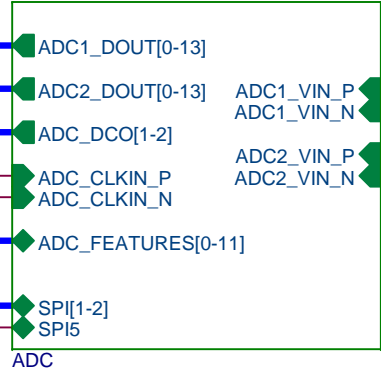 ADC1_DOUT[0-13]
ADC2_DOUT[0-13]
ADC_DCO[1-2]
ADC_CLKIN_P
ADC_CLKIN_N
ADC_FEATURES[0-11]
SPI[1-2]
SPI5
ADC1_VIN_P
ADC1_VIN_N
ADC2_VIN_P
ADC2_VIN_N
ADC